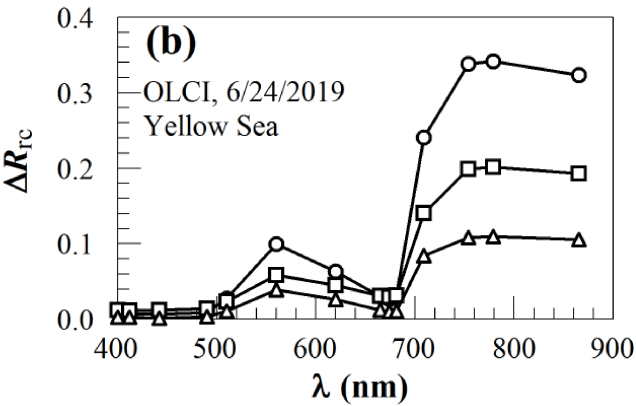 0.4
(b)
OLCI, 6/24/2019
0.3
Yellow Sea
ΔRrc
0.2
0.1
0.0
400 500 600 700 800 900
λ (nm)